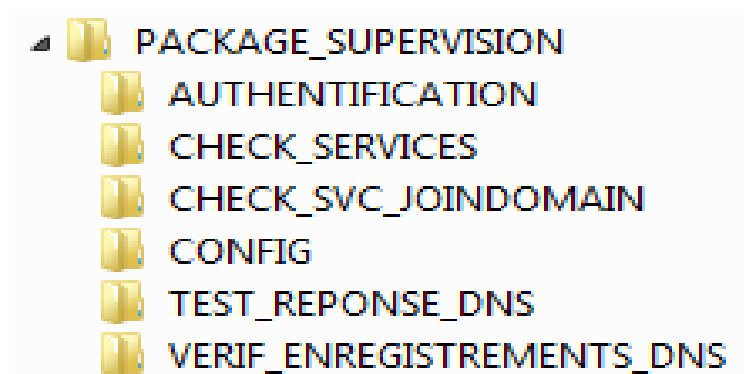 PACKAGE_SUPERVISION
AUTHENTIFICATION
CHECK_SERVICES
CHECK_SVC_JOINDOMAIN
CONFIG
TEST_REPONSE_DNS
VERIF_ENREGISTREMENTS_DNS